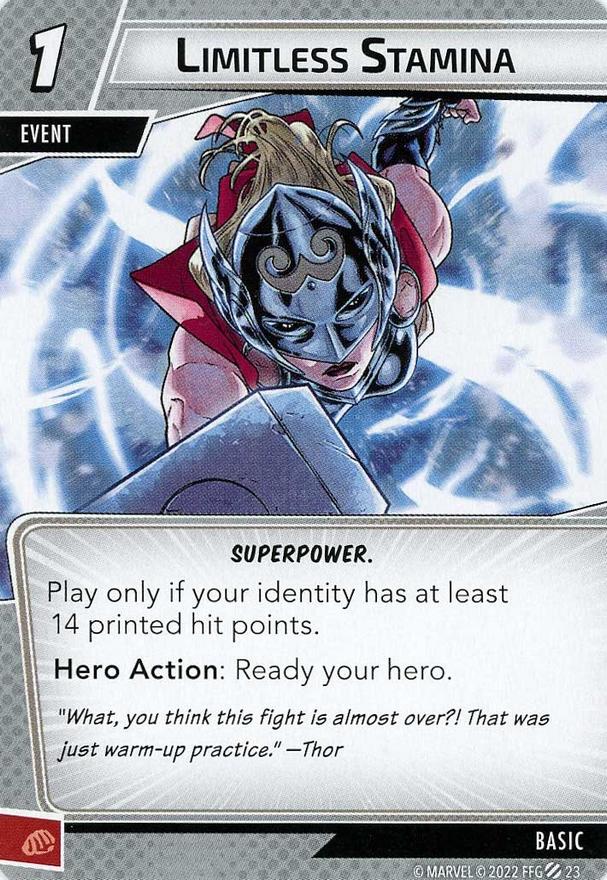 1
LIMITLESS STAMINA
EVENT
SUPERPOWER.
Play only if your identity has at least
14 printed hit points.
Hero Action: Ready your hero.
"What, you think this fight is almost over?! That was
just warm-up practice." —Thor
BASIC
© MARVEL © 2022 FFG 23